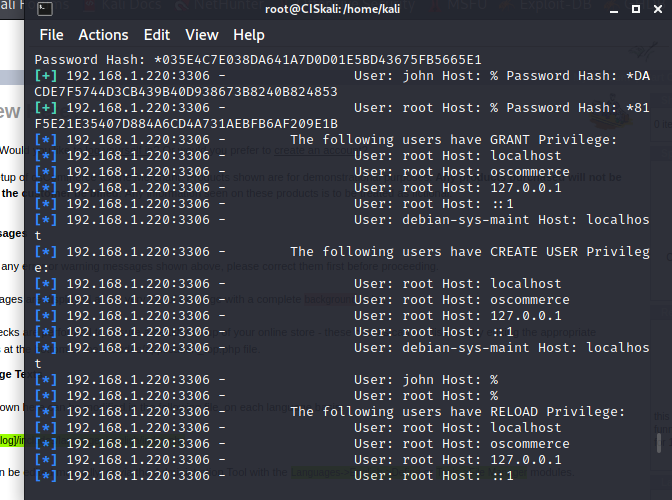 root@CISkali:/home/kali
File Actions Edit View Help
Password Hash: *035E4C7E038DA641A7D0D01E5BD43675FB5665E1
[+] 192.168.1.220:3306 - User: john Host: % Password Hash: *DA
CDE7F5744D3CB439B40D938673B8240B824853
[+] 192.168.1.220:3306 - User: root Host: % Password Hash: *81
F5E21E35407D884A6CD4A731AEBFB6AF209E1B
[*] 192.168.1.220:3306 - The following users have GRANT Privilege:
[*] 192.168.1.220:3306 - User: root Host: localhost
[*] 192.168.1.220:3306 - User: root Host: oscommerce
[*] 192.168.1.220:3306 - User: root Host: 127.0.0.1
[*] 192.168.1.220:3306 - User: root Host: ::1
[*] 192.168.1.220:3306 - User: debian-sys-maint Host: localhos
t
[*] 192.168.1.220:3306 - The following users have CREATE USER Privileg
e:
[*] 192.168.1.220:3306 - User: root Host: localhost
[*] 192.168.1.220:3306 - User: root Host: oscommerce
[*] 192.168.1.220:3306 - User: root Host: 127.0.0.1
[*] 192.168.1.220:3306 - User: root Host: ::1
[*] 192.168.1.220:3306 - User: debian-sys-maint Host: localhos
t
[*] 192.168.1.220:3306 - User: john Host: %
[*] 192.168.1.220:3306 - User: root Host: %
[*] 192.168.1.220:3306 - The following users have RELOAD Privilege:
[*] 192.168.1.220:3306 - User: root Host: localhost
[*] 192.168.1.220:3306 - User: root Host: oscommerce
[*] 192.168.1.220:3306 - User: root Host: 127.0.0.1
[*] 192.168.1.220:3306 - User: root Host: ::1